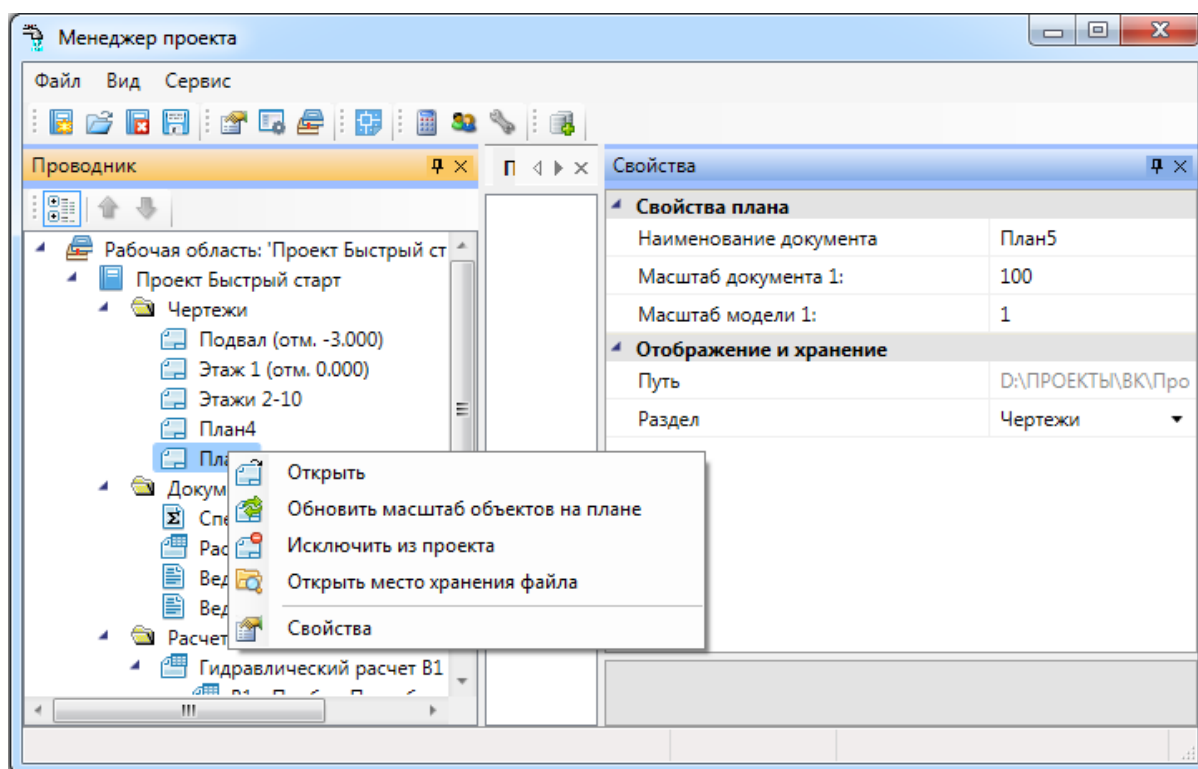 Менеджер проекта
Файл Вид Сервис
Проводник
Рабочая область: 'Проект Быстрый ст
Проект Быстрый старт
Чертежи
Подвал (отм. -3.000)
Этаж 1 (отм. 0.000)
Этажи 2-10
План4
Пла
Докум
Спе
Рас
Вед
Вед
Расчет
Гидравлический расчет В1
Открыть
Обновить масштаб объектов на плане
Исключить из проекта
Открыть место хранения файла
Свойства
П
Свойства
Свойства плана
Наименование документа План5
Масштаб документа 1: 100
Масштаб модели 1: 1
Отображение и хранение
Путь D:\ПРОЕКТЫ\ВК\Про
Раздел Чертежи